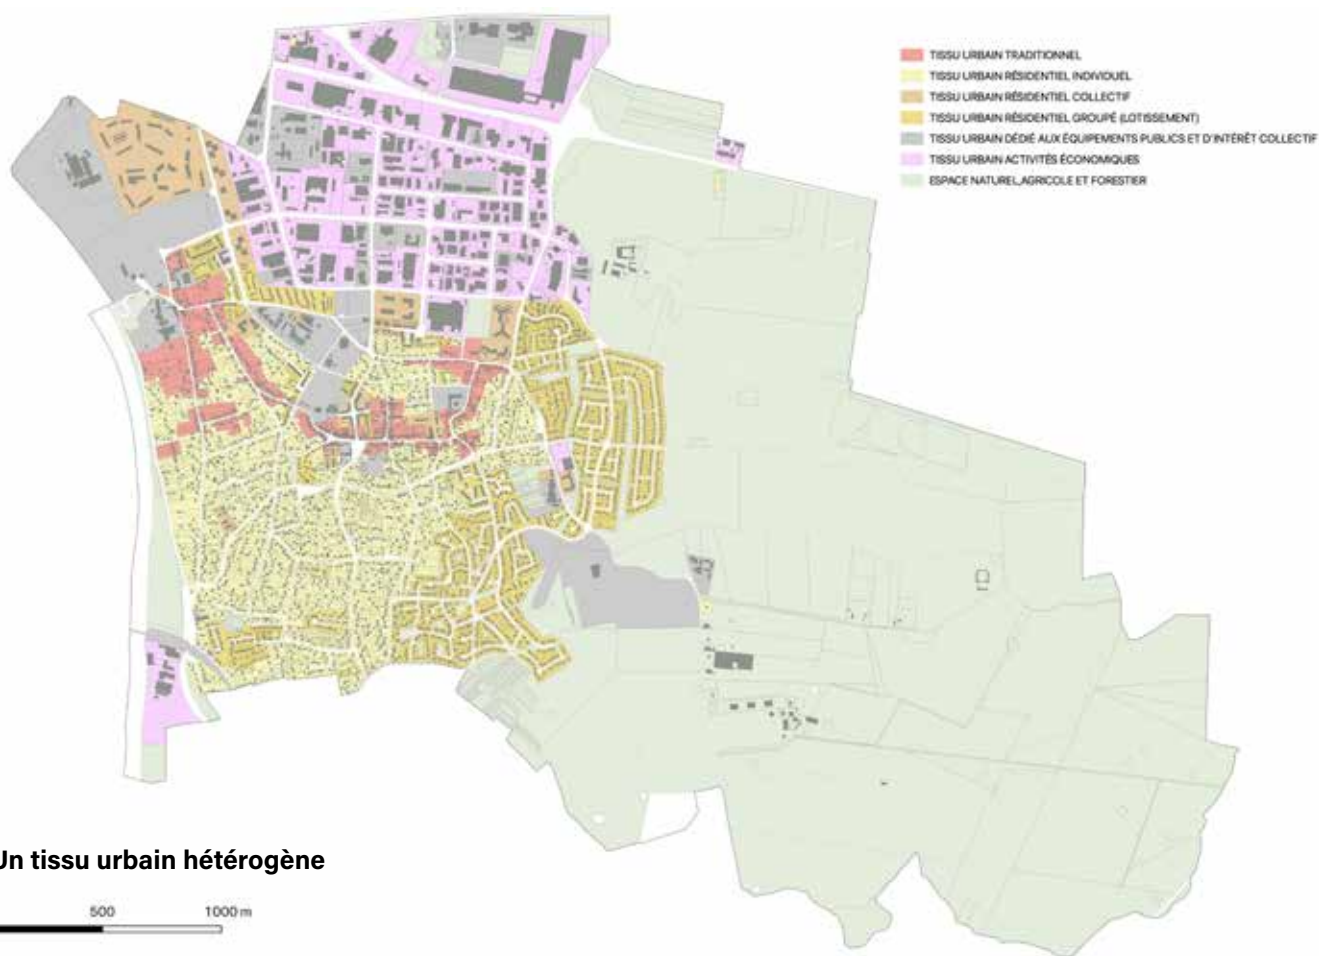 TISSU URBAIN TRADITIONNEL
TISSU URBAIN RÉSIDENTIEL INDIVIDUEL
TISSU URBAIN RÉSIDENTIEL COLLECTIF
TISSU URBAIN RÉSIDENTIEL GROUPÉ (LOTISSEMENT)
TISSU URBAIN DÉDIÉ AUX ÉQUIPEMENTS PUBLICS ET D'INTÉRÊT COLLECTIF
TISSU URBAIN ACTIVITÉS ÉCONOMIQUES
ESPACE NATUREL,AGRICOLE ET FORESTIER
Un tissu urbain hétérogène
500 1000 m